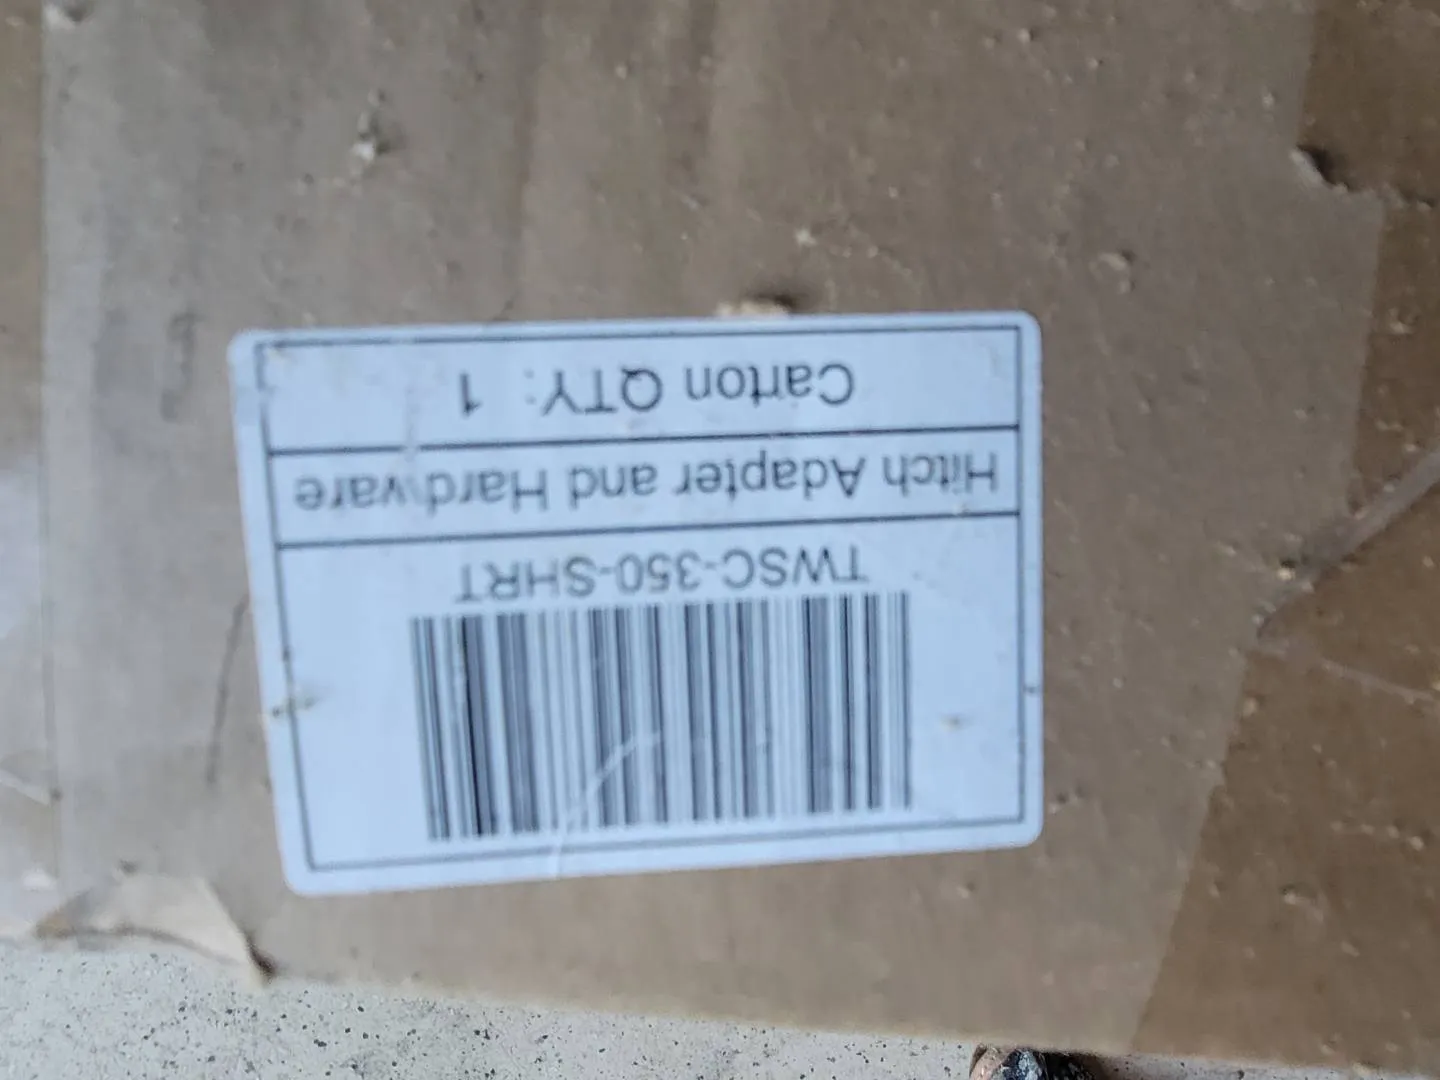 TWSC-350-SHRT
Hitch Adapter and Hardware
Carton QTY: 1